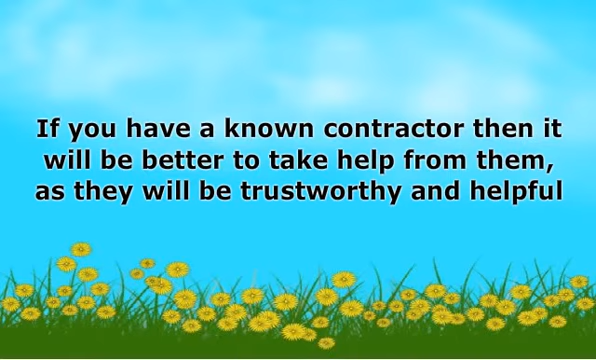 If you have a known contractor then it
will be better to take help from them,
as they will be trustworthy and helpful